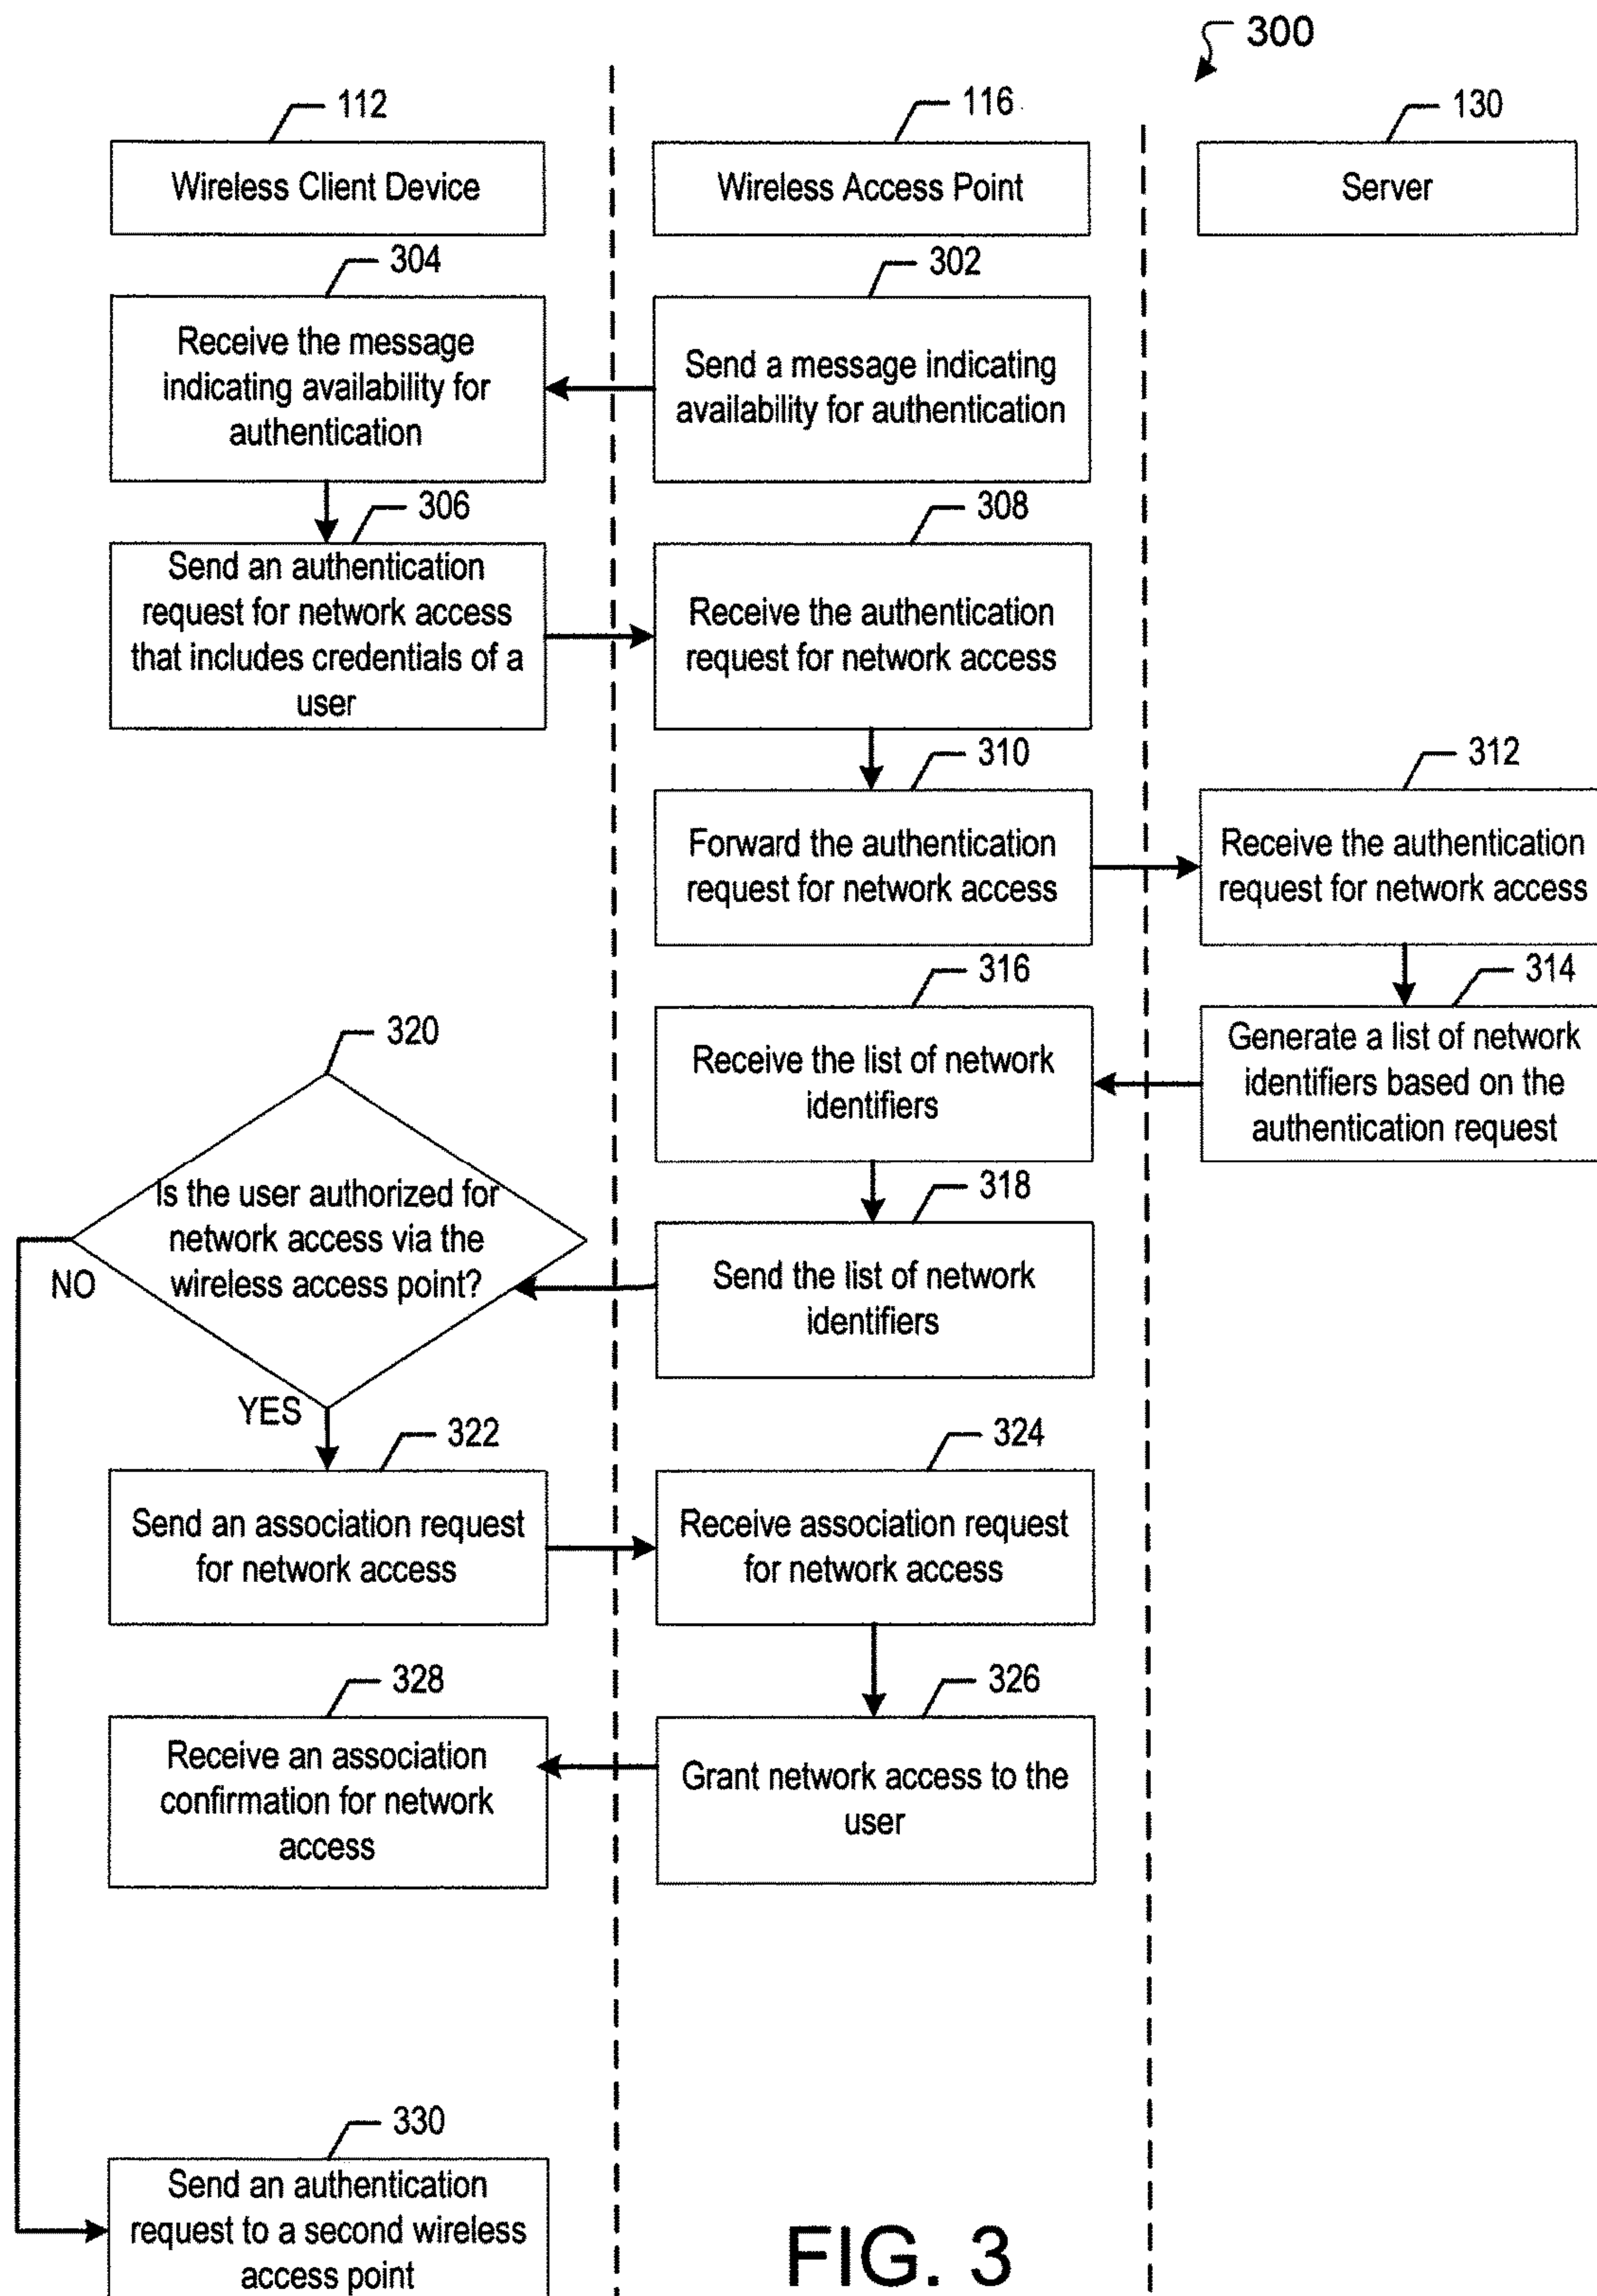 300
112
116
130
Wireless Client Device
Wireless Access Point
Server
304
302
Receive the message
indicating availability for
authentication
Send a message indicating
availability for authentication
306
308
Send an authentication
request for network access
that includes credentials of a
user
Receive the authentication
request for network access
310
312
Forward the authentication
request for network access
Receive the authentication
request for network access
316
314
Receive the list of network
identifiers
Generate a list of network
identifiers based on the
authentication request
320
318
Is the user authorized for
network access via the
wireless access point?
NO
YES
Send the list of network
identifiers
322
324
Send an association request
for network access
Receive association request
for network access
328
326
Receive an association
confirmation for network
access
Grant network access to the
user
330
Send an authentication
request to a second wireless
access point
FIG. 3